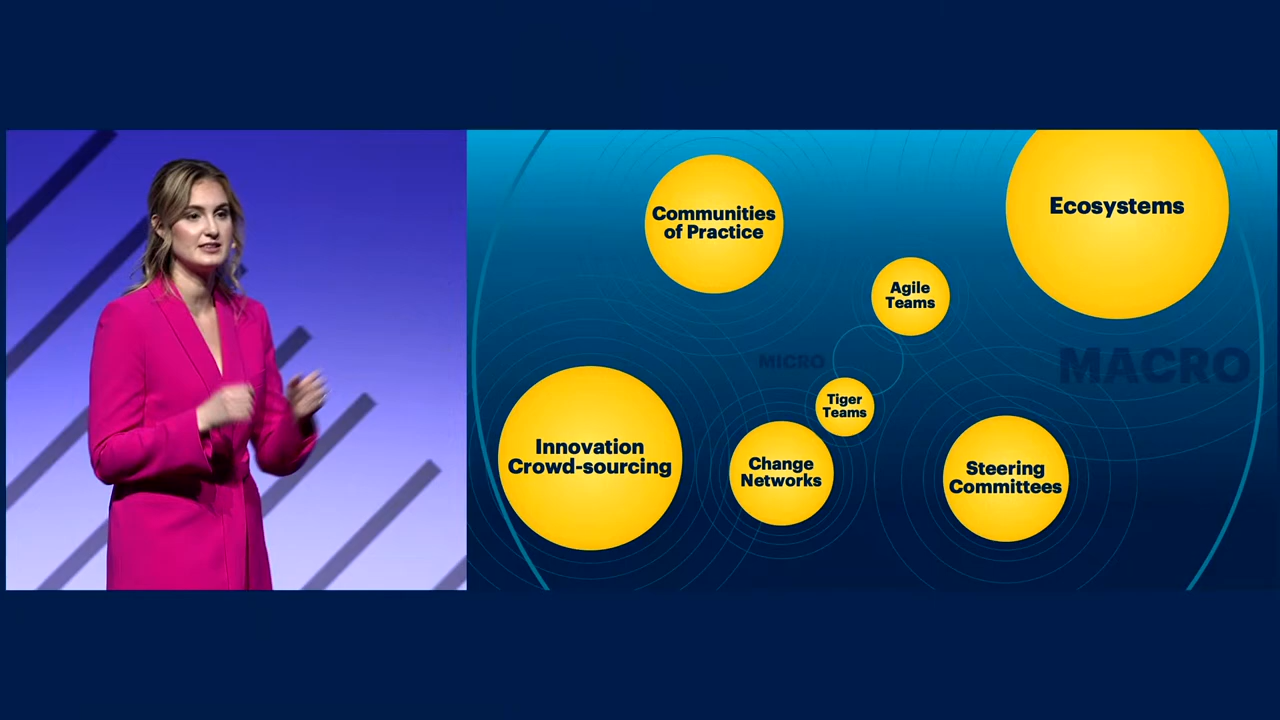 Communities
of Practice
Ecosystems
Agile
Teams
MICRO
MACRO
Tiger
Teams
Innovation
Crowd-sourcing
Change
Networks
Steering
Committees